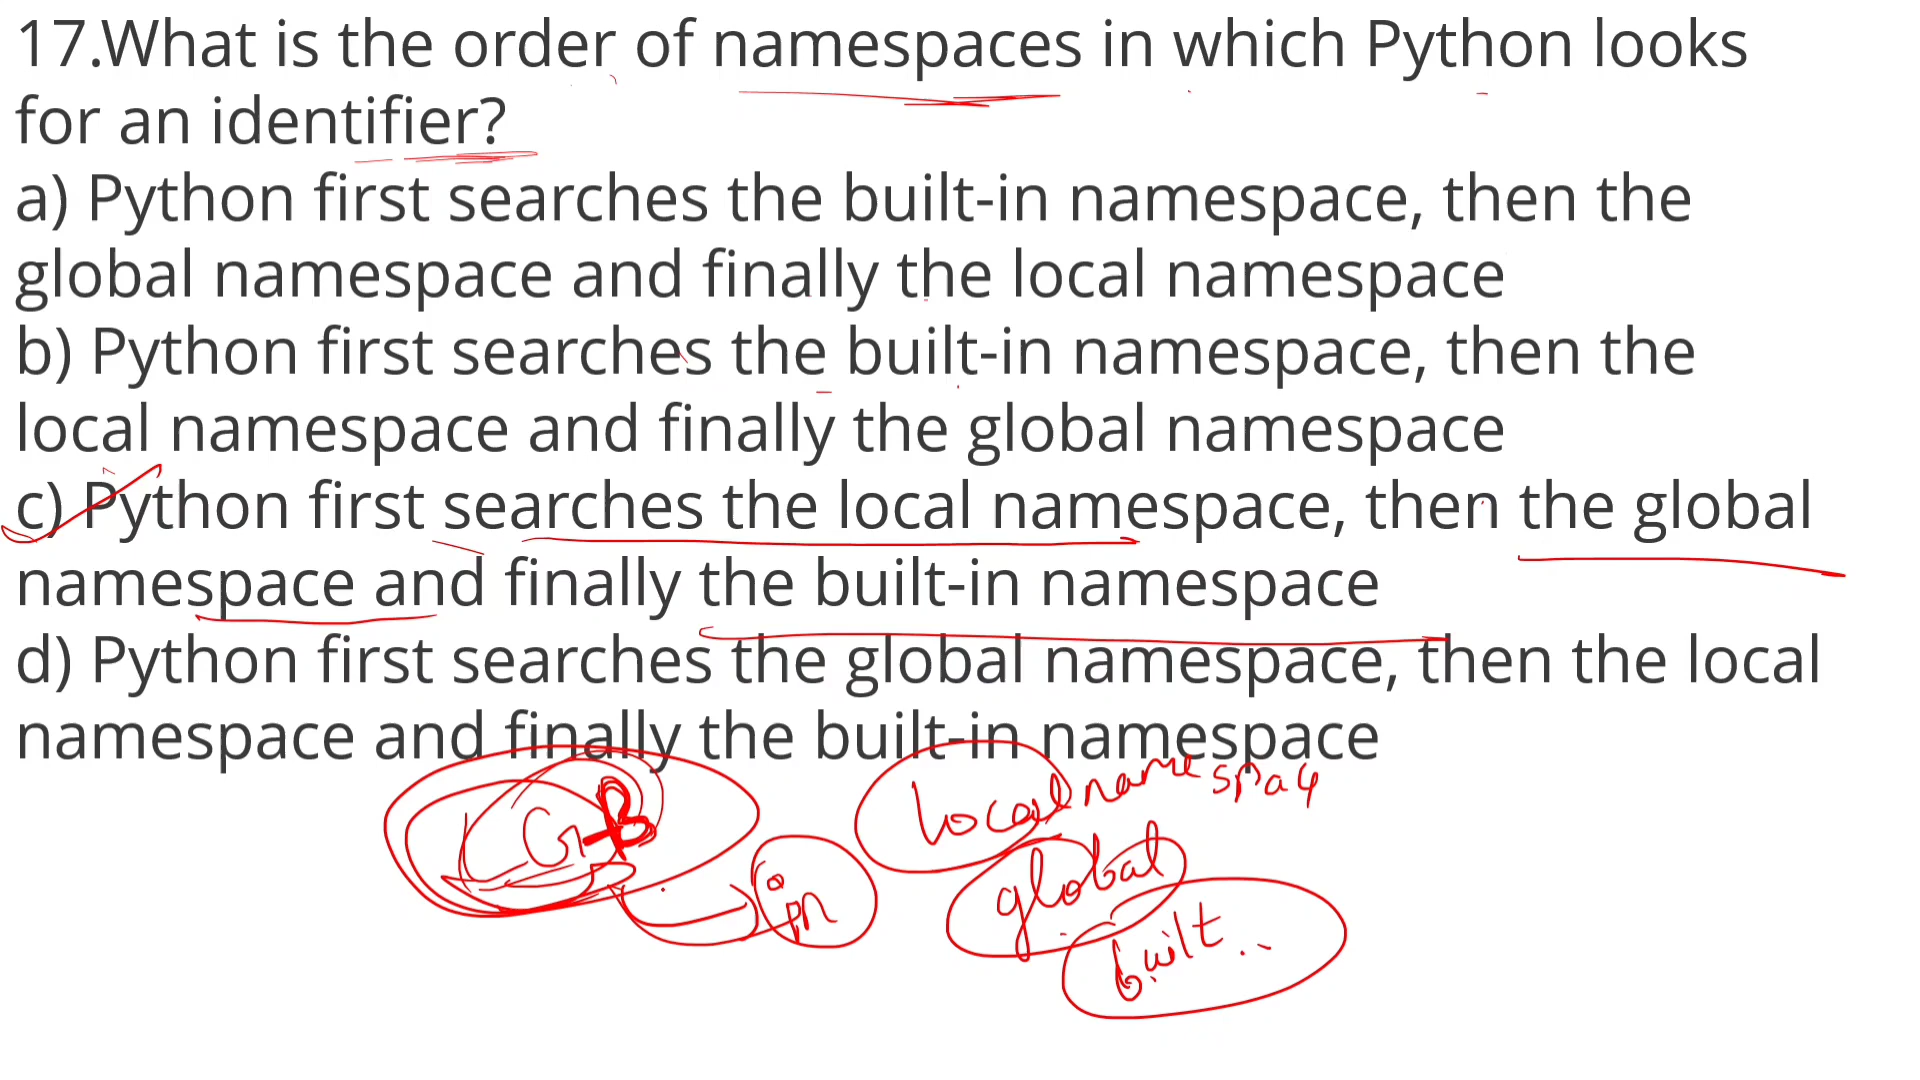 17.What is the order of namespaces in which Python looks
for an identifier?
a) Python first searches the built-in namespace, then the
global namespace and finally the local namespace
b) Python first searches the built-in namespace, then the
local namespace and finally the global namespace
c) Python first searches the local namespace, then the global
namespace and finally the built-in namespace
d) Python first searches the global namespace, then the local
namespace and finally the built-in namespace
local namespac
L G B
global
in
built..